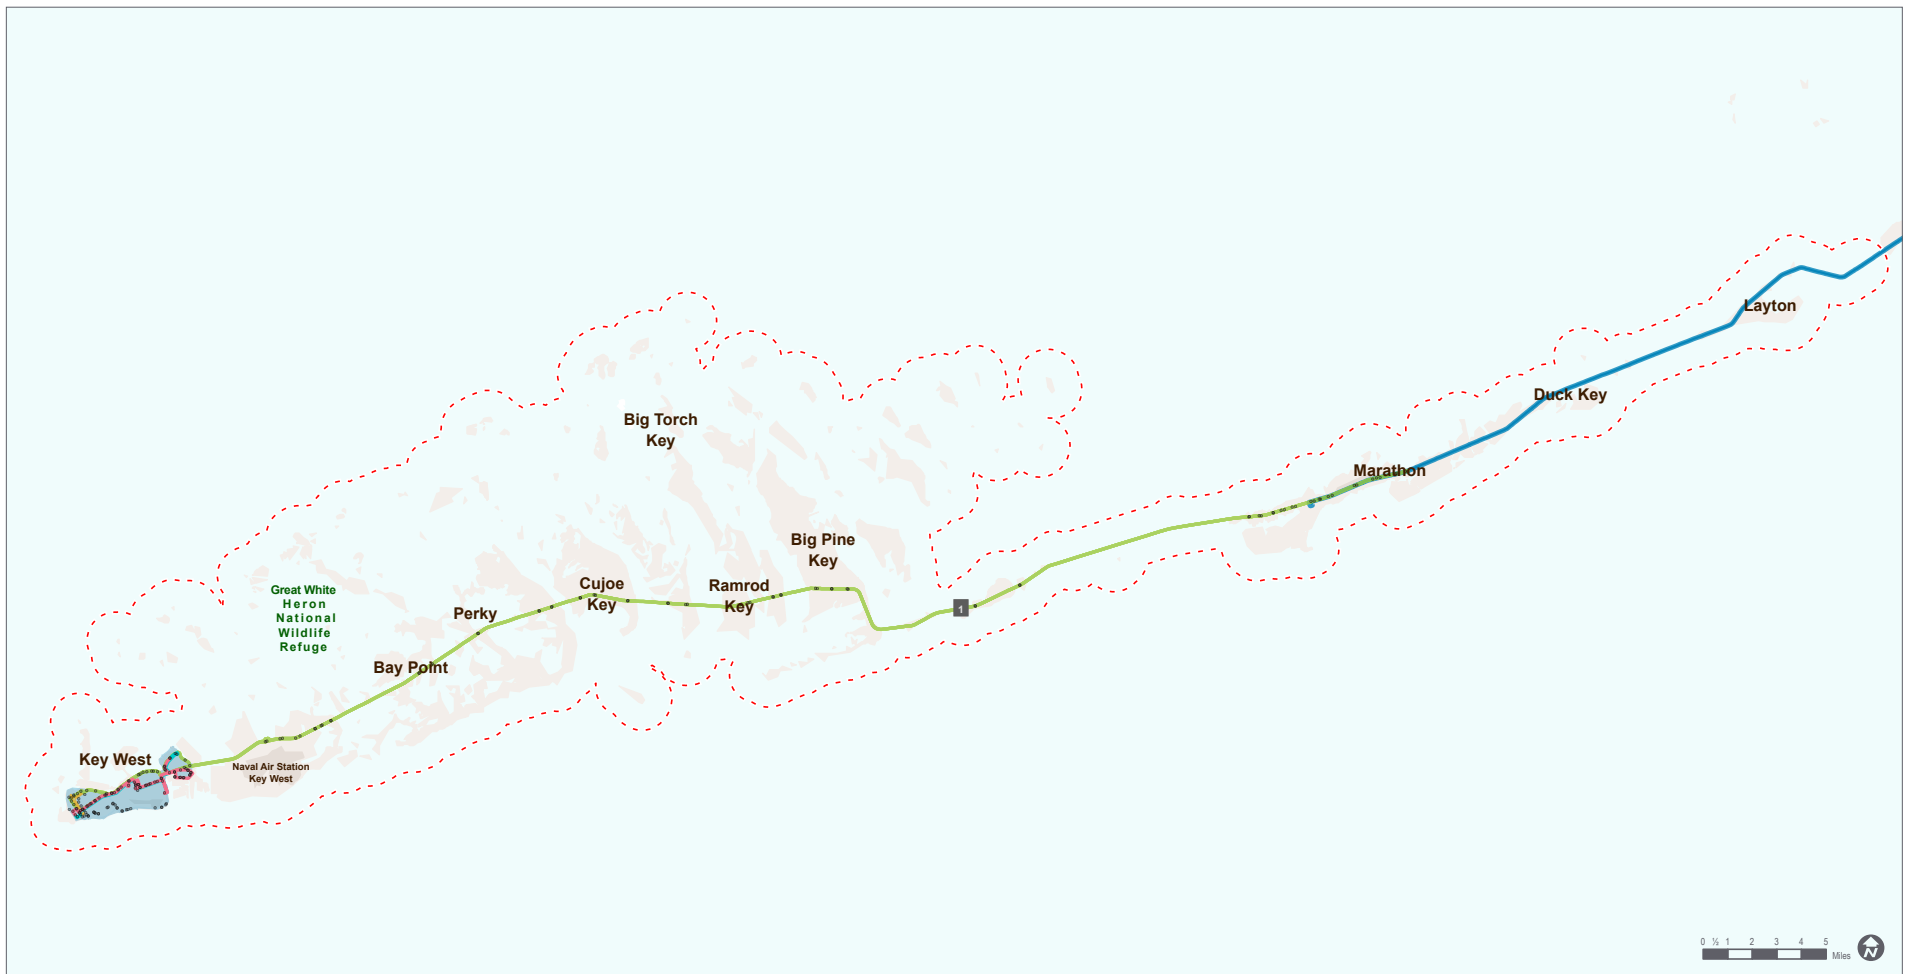 Layton
Duck Key
Big Torch
Key
Marathon
Big Pine
Key
Great White
Heron
National
Wildlife
Refuge
Cujoe
Key
Ramrod
Key
Perky
1
Bay Point
Key West
Naval Air Station
Key West
0 ½ 1 2 3 4 5
Miles
N